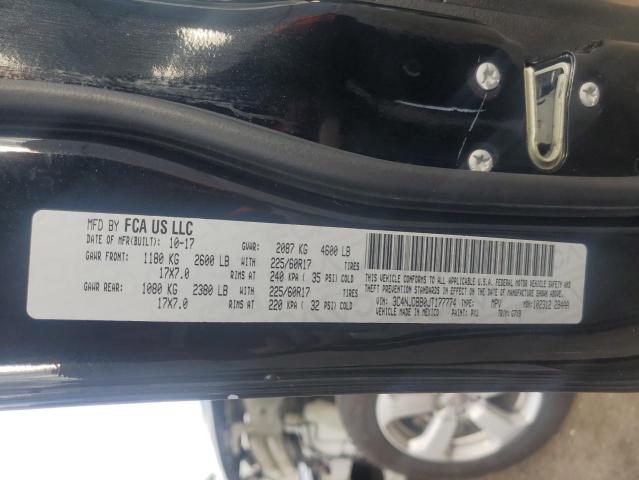 MFD BY FCA US LLC
DATE OF MFR(BUILT): 10-17 GVWR: 2087 KG 4600 LB
GAWR FRONT: 1180 KG 2600 LB 225/60R17 TIRES
17X7.0 RIMS AT 240 KPA ( 35 PSI) COLD
GAWR REAR: 1080 KG 2380 LB 225/60R17 TIRES
17X7.0 RIMS AT 220 KPA ( 32 PSI) COLD
THIS VEHICLE CONFORMS TO ALL APPLICABLE U.S.A. FEDERAL MOTOR VEHICLE SAFETY AND
THEFT PREVENTION STANDARDS IN EFFECT ON THE DATE OF MANUFACTURE SHOWN ABOVE.
VIN: 3C4NJDBB0JT177774 TYPE: MPV
VEHICLE MADE IN MEXICO PAINT: PXJ TRIM: